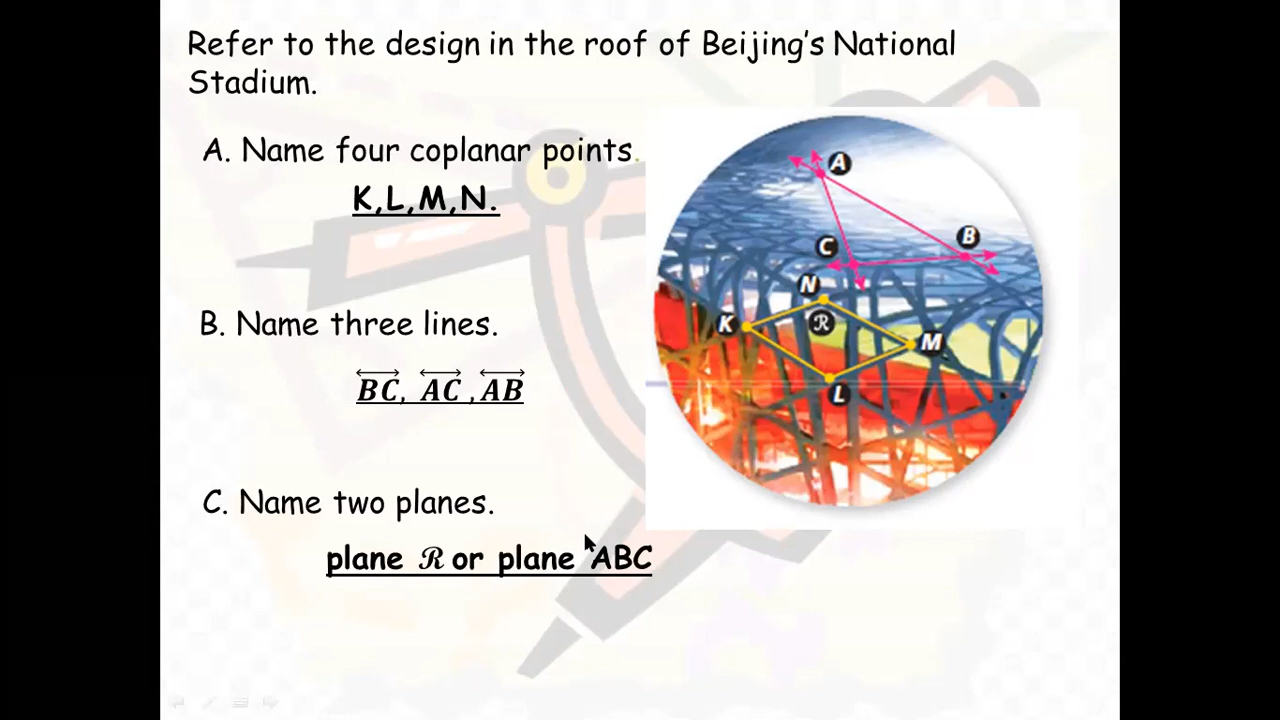 Refer to the design in the roof of Beijing's National
Stadium.
A. Name four coplanar points.
K,L,M,N.
B. Name three lines.
BC, AC , AB
C. Name two planes.
plane ℛ or plane ABC
A
B
C
N
K
ℛ
M
L